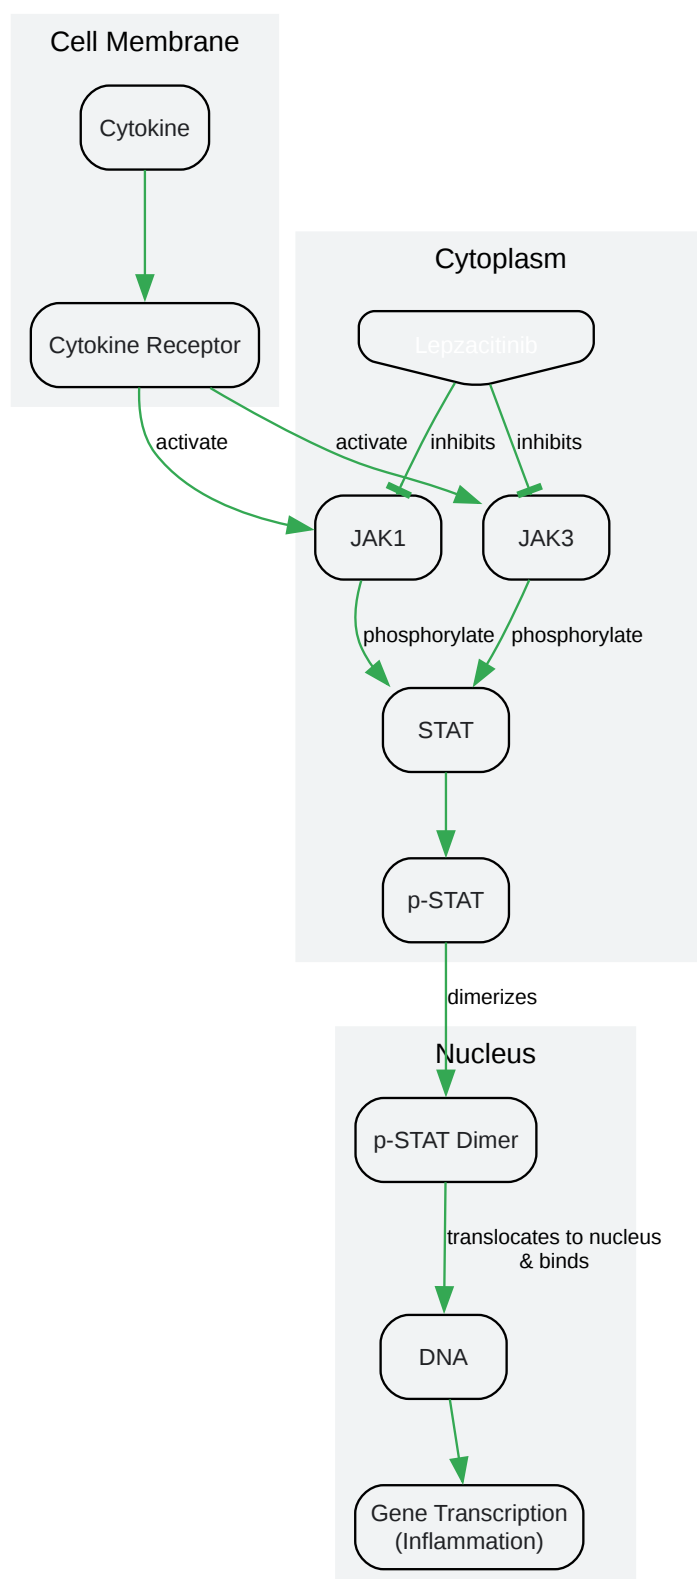 Cell Membrane
Cytokine
Cytokine Receptor
Cytoplasm
Lepzacitinib
activate
activate
inhibits
inhibits
JAK1
JAK3
phosphorylate
phosphorylate
STAT
p-STAT
dimerizes
Nucleus
p-STAT Dimer
translocates to nucleus
& binds
DNA
Gene Transcription
(Inflammation)